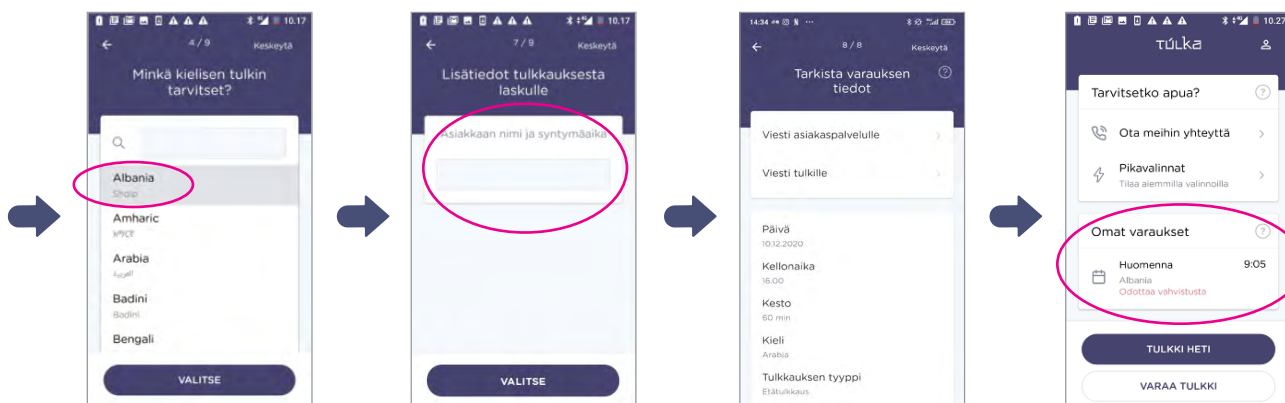 10.17
4/9
Keskeytä
Minkä kielisen tulkin
tarvitset?
Albania
Shqip
Amharic
አማርኛ
Arabia
العربية
Badini
Badini
Bengali
VALITSE
10.17
7/9
Keskeytä
Lisätiedot tulkkauksesta
laskulle
Asiakkaan nimi ja syntymäaika
VALITSE
14:34
8/8
Keskeytä
Tarkista varauksen
tiedot
Viesti asiakaspalvelulle
Viesti tulkille
Päivä
10.12.2020
Kellonaika
16.00
Kesto
60 min
Kieli
Arabia
Tulkkauksen tyyppi
Etätulkkaus
10.27
TÚLKa
Tarvitsetko apua?
Ota meihin yhteyttä
Pikavalinnat
Tilaa aiemmilla valinnoilla
Omat varaukset
Huomenna 9:05
Albania
Odottaa vahvistusta
TULKKI HETI
VARAA TULKKI